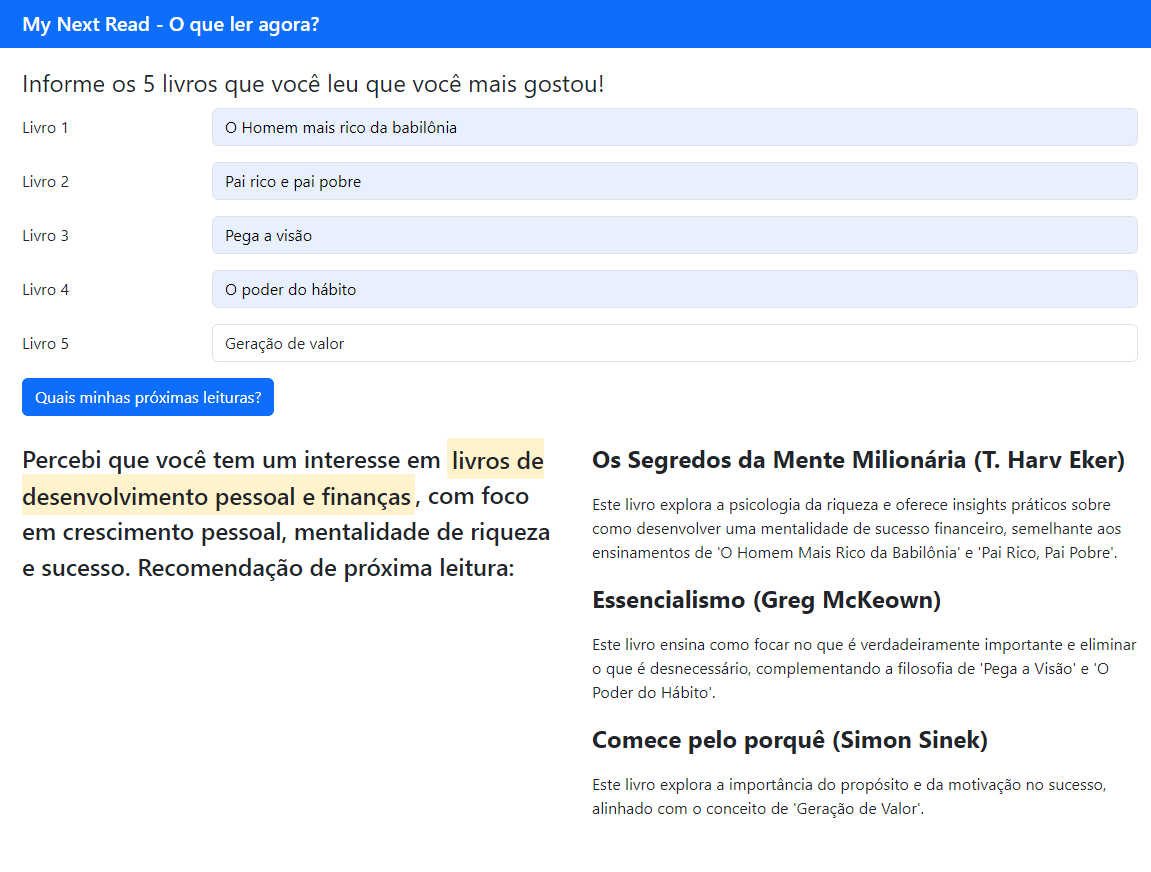 My Next Read - O que ler agora?
Informe os 5 livros que você leu que você mais gostou!
Livro 1
O Homem mais rico da babilônia
Livro 2
Pai rico e pai pobre
Livro 3
Pega a visão
Livro 4
O poder do hábito
Livro 5
Geração de valor
Quais minhas próximas leituras?
Percebi que você tem um interesse em livros de
desenvolvimento pessoal e finanças, com foco
em crescimento pessoal, mentalidade de riqueza
e sucesso. Recomendação de próxima leitura:
Os Segredos da Mente Milionária (T. Harv Eker)
Este livro explora a psicologia da riqueza e oferece insights práticos sobre
como desenvolver uma mentalidade de sucesso financeiro, semelhante aos
ensinamentos de 'O Homem Mais Rico da Babilônia' e 'Pai Rico, Pai Pobre'.
Essencialismo (Greg McKeown)
Este livro ensina como focar no que é verdadeiramente importante e eliminar
o que é desnecessário, complementando a filosofia de 'Pega a Visão' e 'O
Poder do Hábito'.
Comece pelo porquê (Simon Sinek)
Este livro explora a importância do propósito e da motivação no sucesso,
alinhado com o conceito de 'Geração de Valor'.